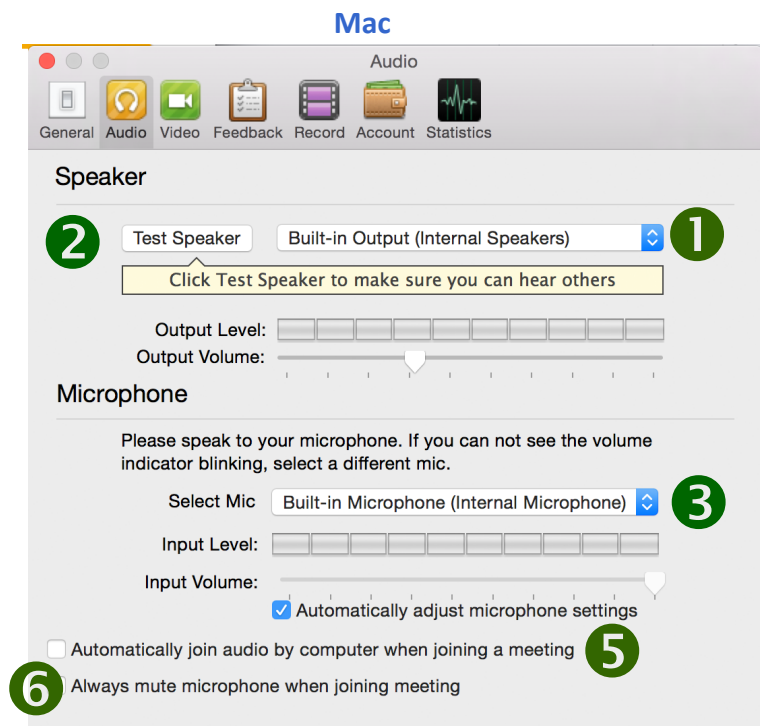 Mac
Audio
General Audio Video Feedback Record Account Statistics
Speaker
2 Test Speaker Built-in Output (Internal Speakers) 1
Click Test Speaker to make sure you can hear others
Output Level:
Output Volume:
Microphone
Please speak to your microphone. If you can not see the volume
indicator blinking, select a different mic.
Select Mic Built-in Microphone (Internal Microphone) 3
Input Level:
Input Volume:
Automatically adjust microphone settings
Automatically join audio by computer when joining a meeting 5
6 Always mute microphone when joining meeting